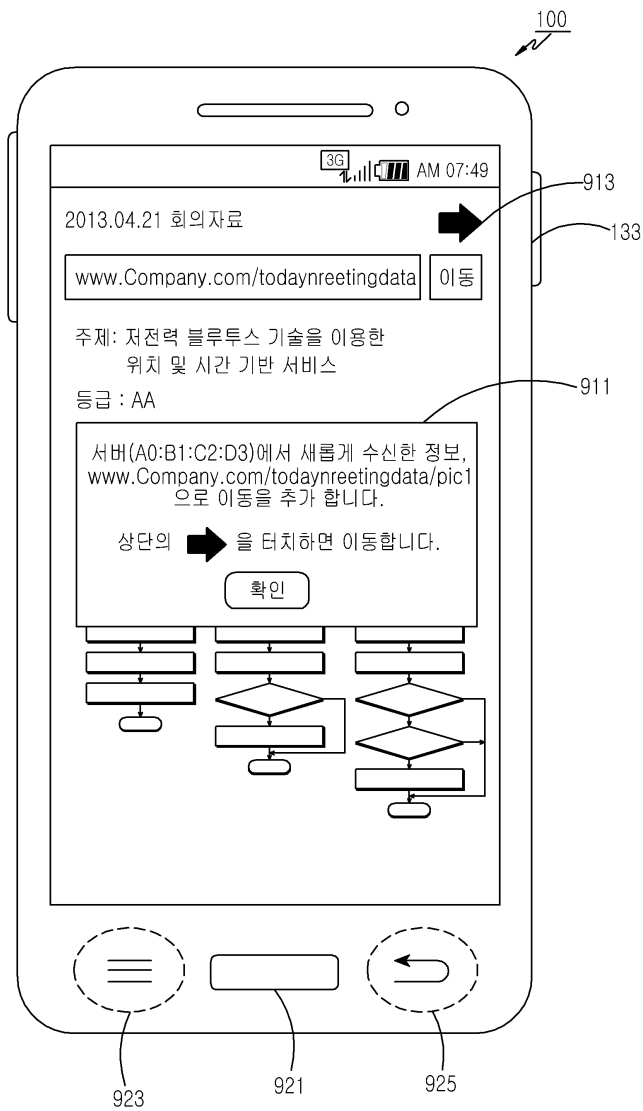 100
3G AM 07:49
913
2013.04.21 회의자료
133
www.Company.com/todaynreetingdata 이동
주제: 저전력 블루투스 기술을 이용한
위치 및 시간 기반 서비스
911
등급 : AA
서버(A0:B1:C2:D3)에서 새롭게 수신한 정보,
www.Company.com/todaynreetingdata/pic1
으로 이동을 추가 합니다.
상단의 을 터치하면 이동합니다.
확인
923
921
925